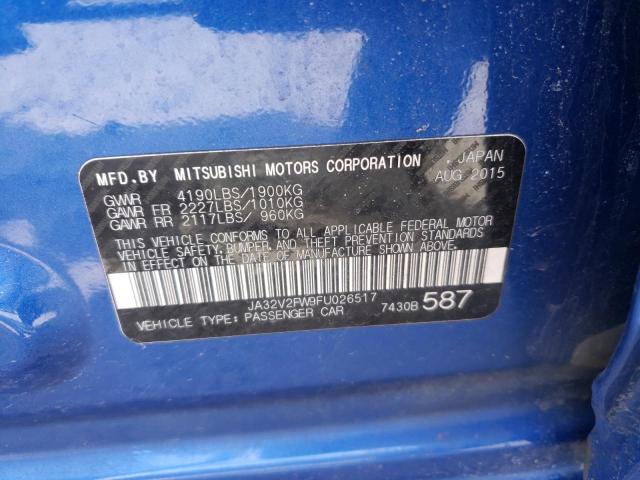 MFD.BY MITSUBISHI MOTORS CORPORATION , JAPAN
GVWR 4190LBS/1900KG AUG 2015
GAWR FR 2227LBS/1010KG
GAWR RR 2117LBS/ 960KG
THIS VEHICLE CONFORMS TO ALL APPLICABLE FEDERAL MOTOR
VEHICLE SAFETY, BUMPER, AND THEFT PREVENTION STANDARDS
IN EFFECT ON THE DATE OF MANUFACTURE SHOWN ABOVE.
JA32V2FW9FU026517
VEHICLE TYPE: PASSENGER CAR 7430B 587